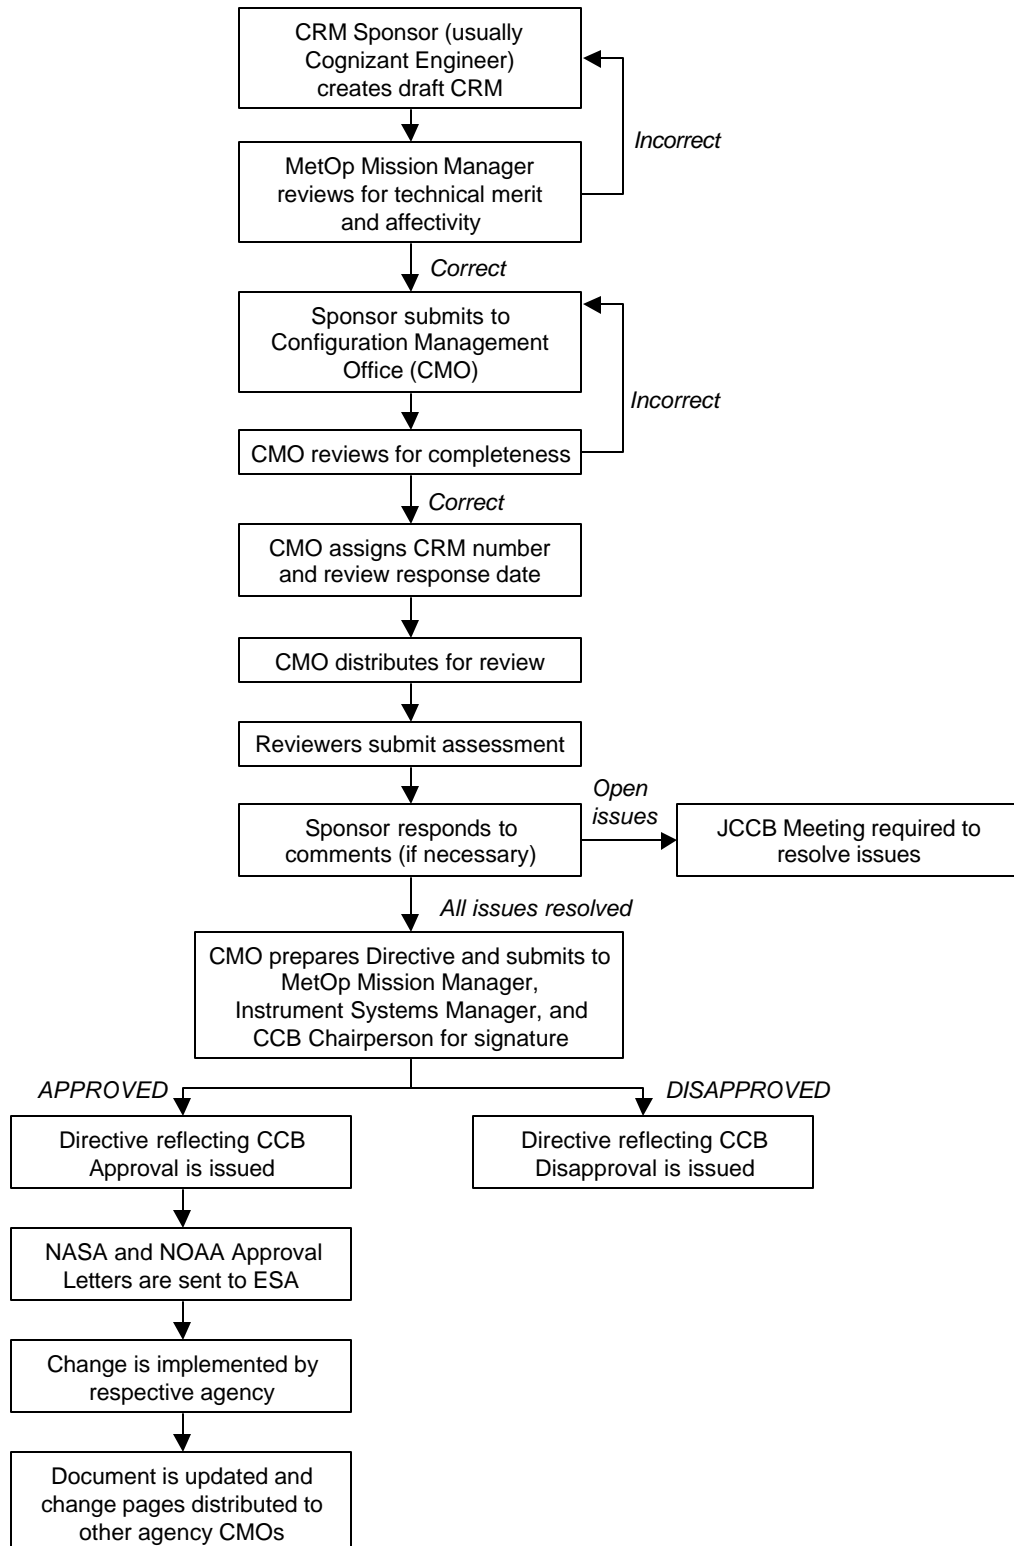 CRM Sponsor (usually
Cognizant Engineer)
creates draft CRM
Incorrect
MetOp Mission Manager
reviews for technical merit
and affectivity
Correct
Sponsor submits to
Configuration Management
Office (CMO)
Incorrect
CMO reviews for completeness
Correct
CMO assigns CRM number
and review response date
CMO distributes for review
Reviewers submit assessment
Open
issues
Sponsor responds to
comments (if necessary)
JCCB Meeting required to
resolve issues
All issues resolved
CMO prepares Directive and submits to
MetOp Mission Manager,
Instrument Systems Manager, and
CCB Chairperson for signature
APPROVED
DISAPPROVED
Directive reflecting CCB
Approval is issued
Directive reflecting CCB
Disapproval is issued
NASA and NOAA Approval
Letters are sent to ESA
Change is implemented by
respective agency
Document is updated and
change pages distributed to
other agency CMOs